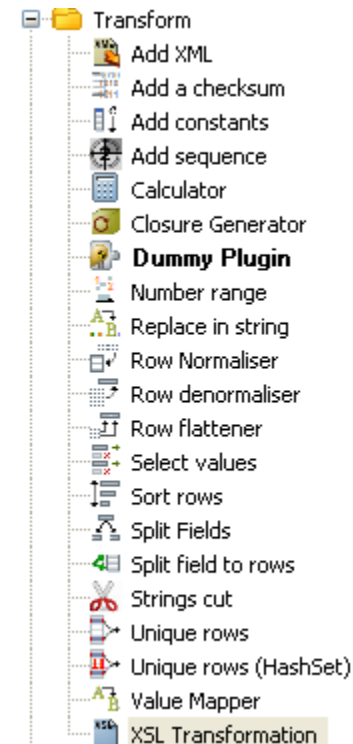 Transform
Add XML
Add a checksum
Add constants
Add sequence
Calculator
Closure Generator
Dummy Plugin
Number range
Replace in string
Row Normaliser
Row denormaliser
Row flattener
Select values
Sort rows
Split Fields
Split field to rows
Strings cut
Unique rows
Unique rows (HashSet)
Value Mapper
XSL Transformation